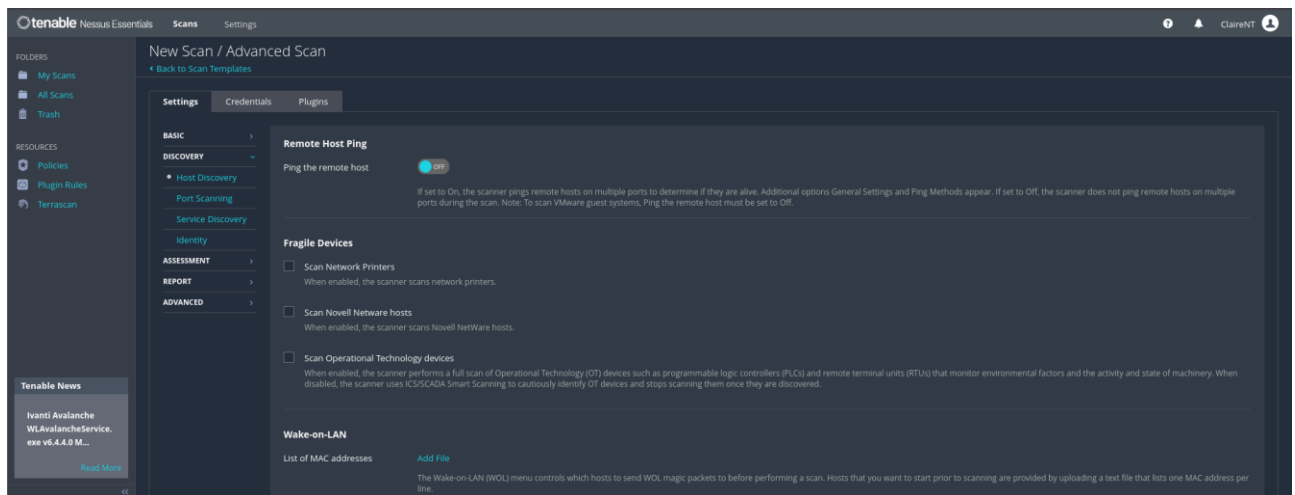 tenable Nessus Essentials Scans Settings ClaireNT
FOLDERS
My Scans
All Scans
Trash
RESOURCES
Policies
Plugin Rules
Terrascan
Tenable News
Ivanti Avalanche
WLAvalancheService.
exe v6.4.4.0 M...
Read More
New Scan / Advanced Scan
Back to Scan Templates
Settings Credentials Plugins
BASIC
DISCOVERY
Host Discovery
Port Scanning
Service Discovery
Identity
ASSESSMENT
REPORT
ADVANCED
Remote Host Ping
Ping the remote host OFF
If set to On, the scanner pings remote hosts on multiple ports to determine if they are alive. Additional options General Settings and Ping Methods appear. If set to Off, the scanner does not ping remote hosts on multiple
ports during the scan. Note: To scan VMware guest systems, Ping the remote host must be set to Off.
Fragile Devices
Scan Network Printers
When enabled, the scanner scans network printers.
Scan Novell Netware hosts
When enabled, the scanner scans Novell NetWare hosts.
Scan Operational Technology devices
When enabled, the scanner performs a full scan of Operational Technology (OT) devices such as programmable logic controllers (PLCs) and remote terminal units (RTUs) that monitor environmental factors and the activity and state of machinery. When
disabled, the scanner uses ICS/SCADA Smart Scanning to cautiously identify OT devices and stops scanning them once they are discovered.
Wake-on-LAN
List of MAC addresses Add File
The Wake-on-LAN (WOL) menu controls which hosts to send WOL magic packets to before performing a scan. Hosts that you want to start prior to scanning are provided by uploading a text file that lists one MAC address per
line.